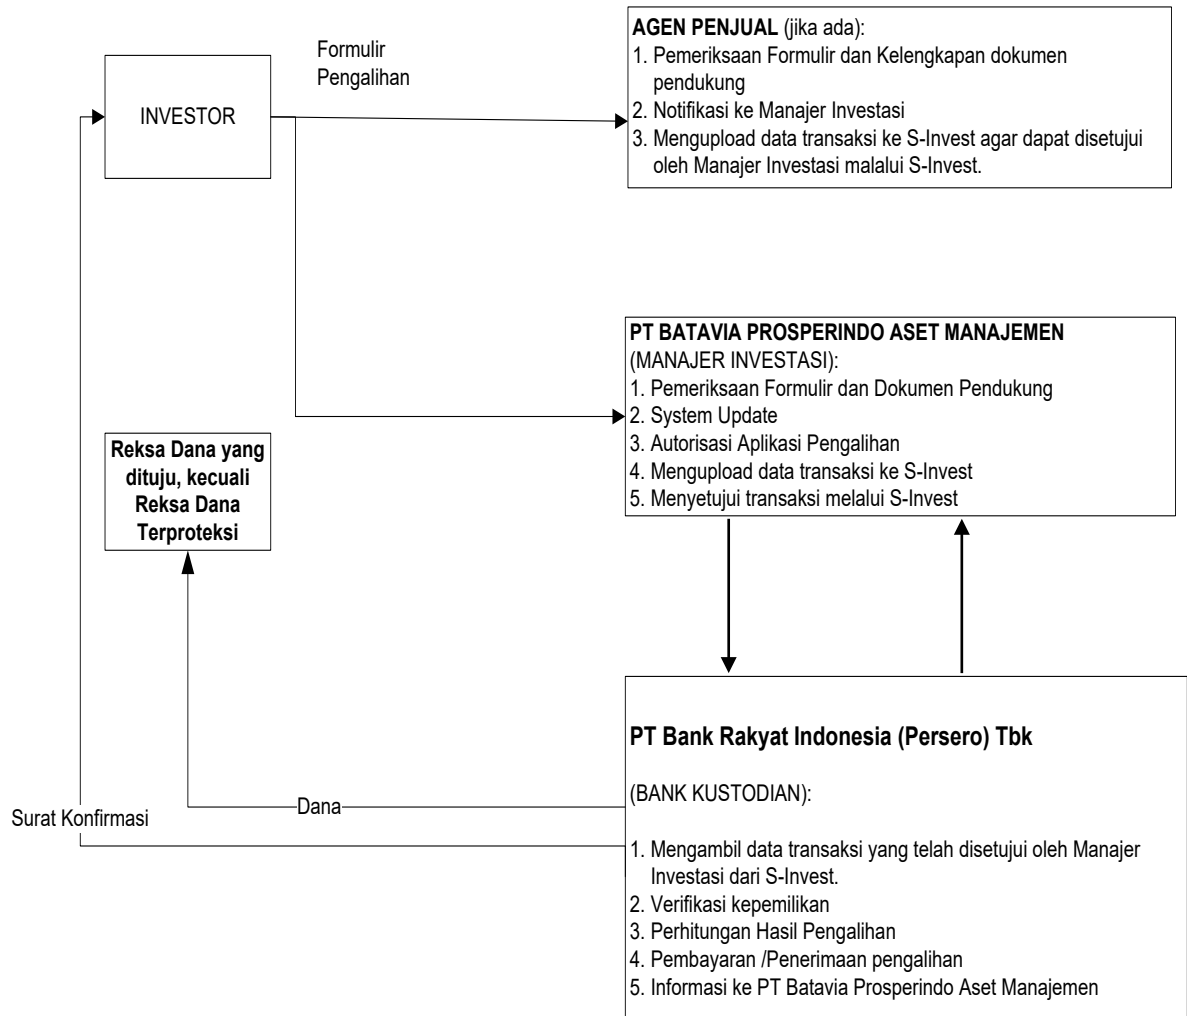 Formulir
Pengalihan
INVESTOR
AGEN PENJUAL (jika ada):
1. Pemeriksaan Formulir dan Kelengkapan dokumen
pendukung
2. Notifikasi ke Manajer Investasi
3. Mengupload data transaksi ke S-Invest agar dapat disetujui
oleh Manajer Investasi malalui S-Invest.
PT BATAVIA PROSPERINDO ASET MANAJEMEN
(MANAJER INVESTASI):
1. Pemeriksaan Formulir dan Dokumen Pendukung
2. System Update
3. Autorisasi Aplikasi Pengalihan
4. Mengupload data transaksi ke S-Invest
5. Menyetujui transaksi melalui S-Invest
Reksa Dana yang
dituju, kecuali
Reksa Dana
Terproteksi
Dana
Surat Konfirmasi
PT Bank Rakyat Indonesia (Persero) Tbk
(BANK KUSTODIAN):
1. Mengambil data transaksi yang telah disetujui oleh Manajer
Investasi dari S-Invest.
2. Verifikasi kepemilikan
3. Perhitungan Hasil Pengalihan
4. Pembayaran /Penerimaan pengalihan
5. Informasi ke PT Batavia Prosperindo Aset Manajemen